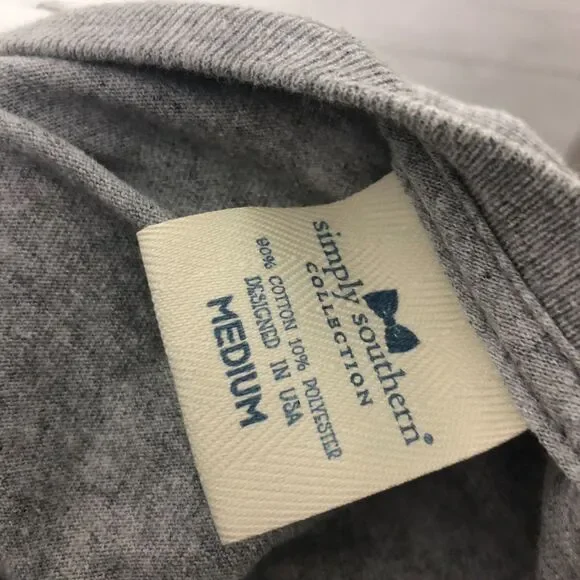 simply southern®
COLLECTION
90% COTTON 10% POLYESTER
DESIGNED IN USA
MEDIUM